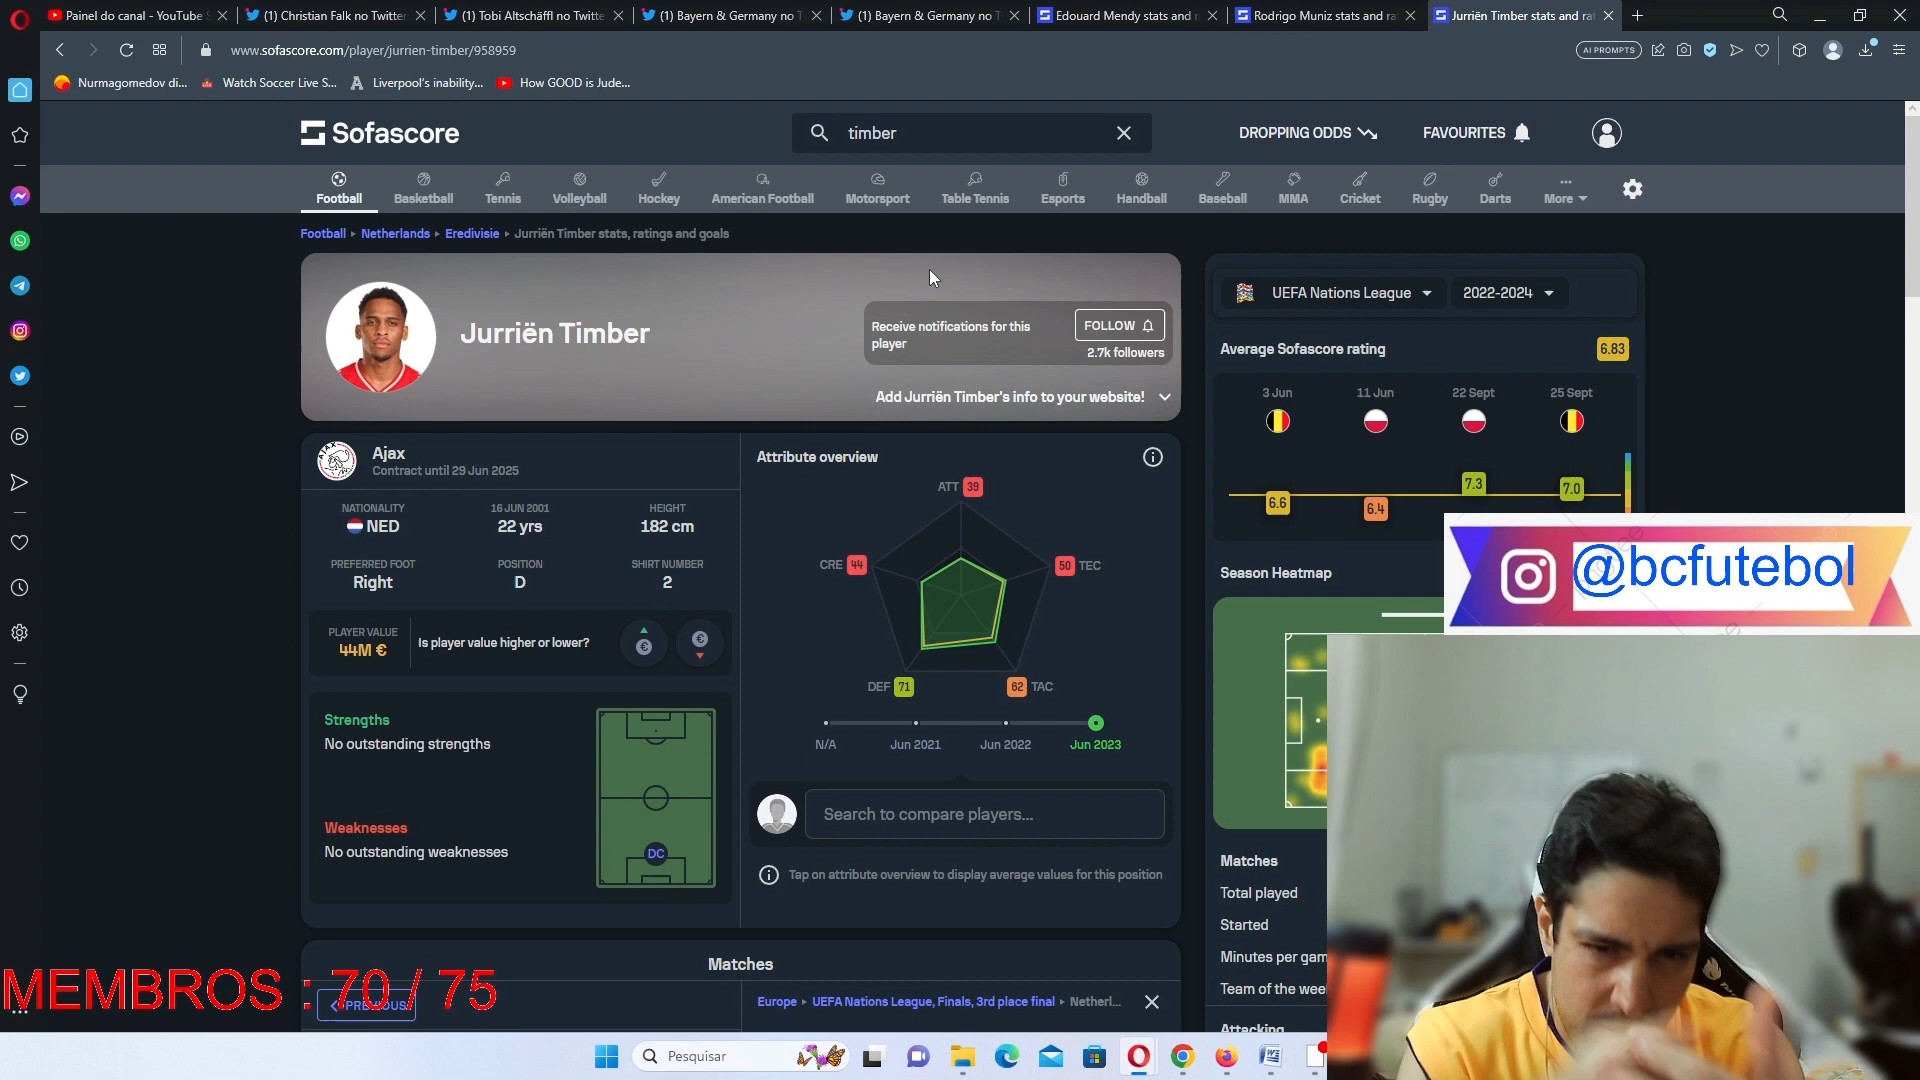 Painel do canal - YouTube S
(1) Christian Falk no Twitter
(1) Tobi Altschäffl no Twitte
(1) Bayern & Germany no T
(1) Bayern & Germany no T
Edouard Mendy stats and r
Rodrigo Muniz stats and ra
Jurriën Timber stats and rat
www.sofascore.com/player/jurrien-timber/958959
AI PROMPTS
Nurmagomedov di...
Watch Soccer Live S...
Liverpool's inability...
How GOOD is Jude...
Sofascore
timber
DROPPING ODDS
FAVOURITES
Football
Basketball
Tennis
Volleyball
Hockey
American Football
Motorsport
Table Tennis
Esports
Handball
Baseball
MMA
Cricket
Rugby
Darts
More
Football
Netherlands
Eredivisie
Jurriën Timber stats, ratings and goals
Jurriën Timber
Receive notifications for this
player
FOLLOW
2.7k followers
Add Jurriën Timber's info to your website!
Ajax
Contract until 29 Jun 2025
NATIONALITY
NED
16 JUN 2001
22 yrs
HEIGHT
182 cm
PREFERRED FOOT
Right
POSITION
D
SHIRT NUMBER
2
PLAYER VALUE
44M €
Is player value higher or lower?
Strengths
No outstanding strengths
Weaknesses
No outstanding weaknesses
DC
Attribute overview
ATT 39
CRE 44
50 TEC
DEF 71
62 TAC
N/A
Jun 2021
Jun 2022
Jun 2023
Search to compare players...
Tap on attribute overview to display average values for this position
UEFA Nations League
2022-2024
Average Sofascore rating
6.83
3 Jun
11 Jun
22 Sept
25 Sept
6.6
6.4
7.3
7.0
@bcfutebol
Season Heatmap
Matches
Total played
Started
Minutes per gam
Team of the wee
Attacking
Matches
PREVIOUS
Europe
UEFA Nations League, Finals, 3rd place final
Netherl...
MEMBROS : 70 / 75
Pesquisar